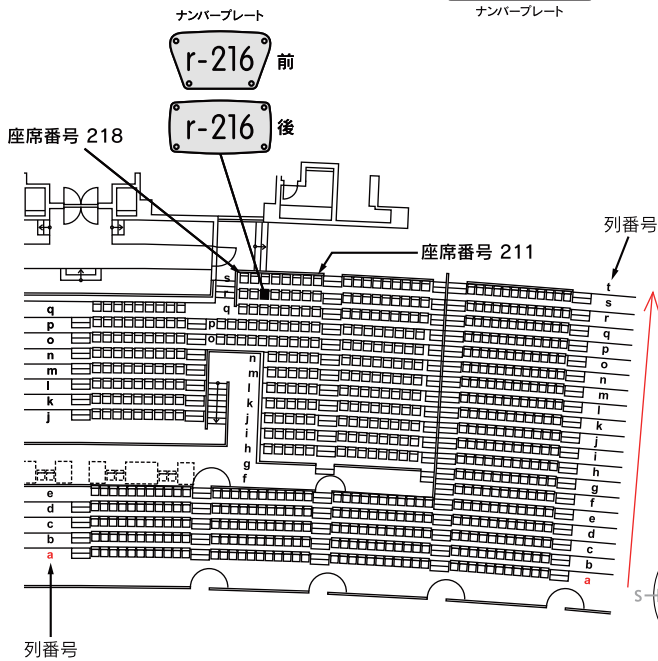 ナンバープレート
ナンバープレート
r-216 前
r-216 後
座席番号 218
座席番号 211
列番号
t
s
r
q
p
o
n
m
l
k
j
i
h
g
f
e
d
c
b
a
s
r
q
p
o
n
m
l
k
j
i
h
g
f
q
p
o
n
m
l
k
j
e
d
c
b
a
列番号
S